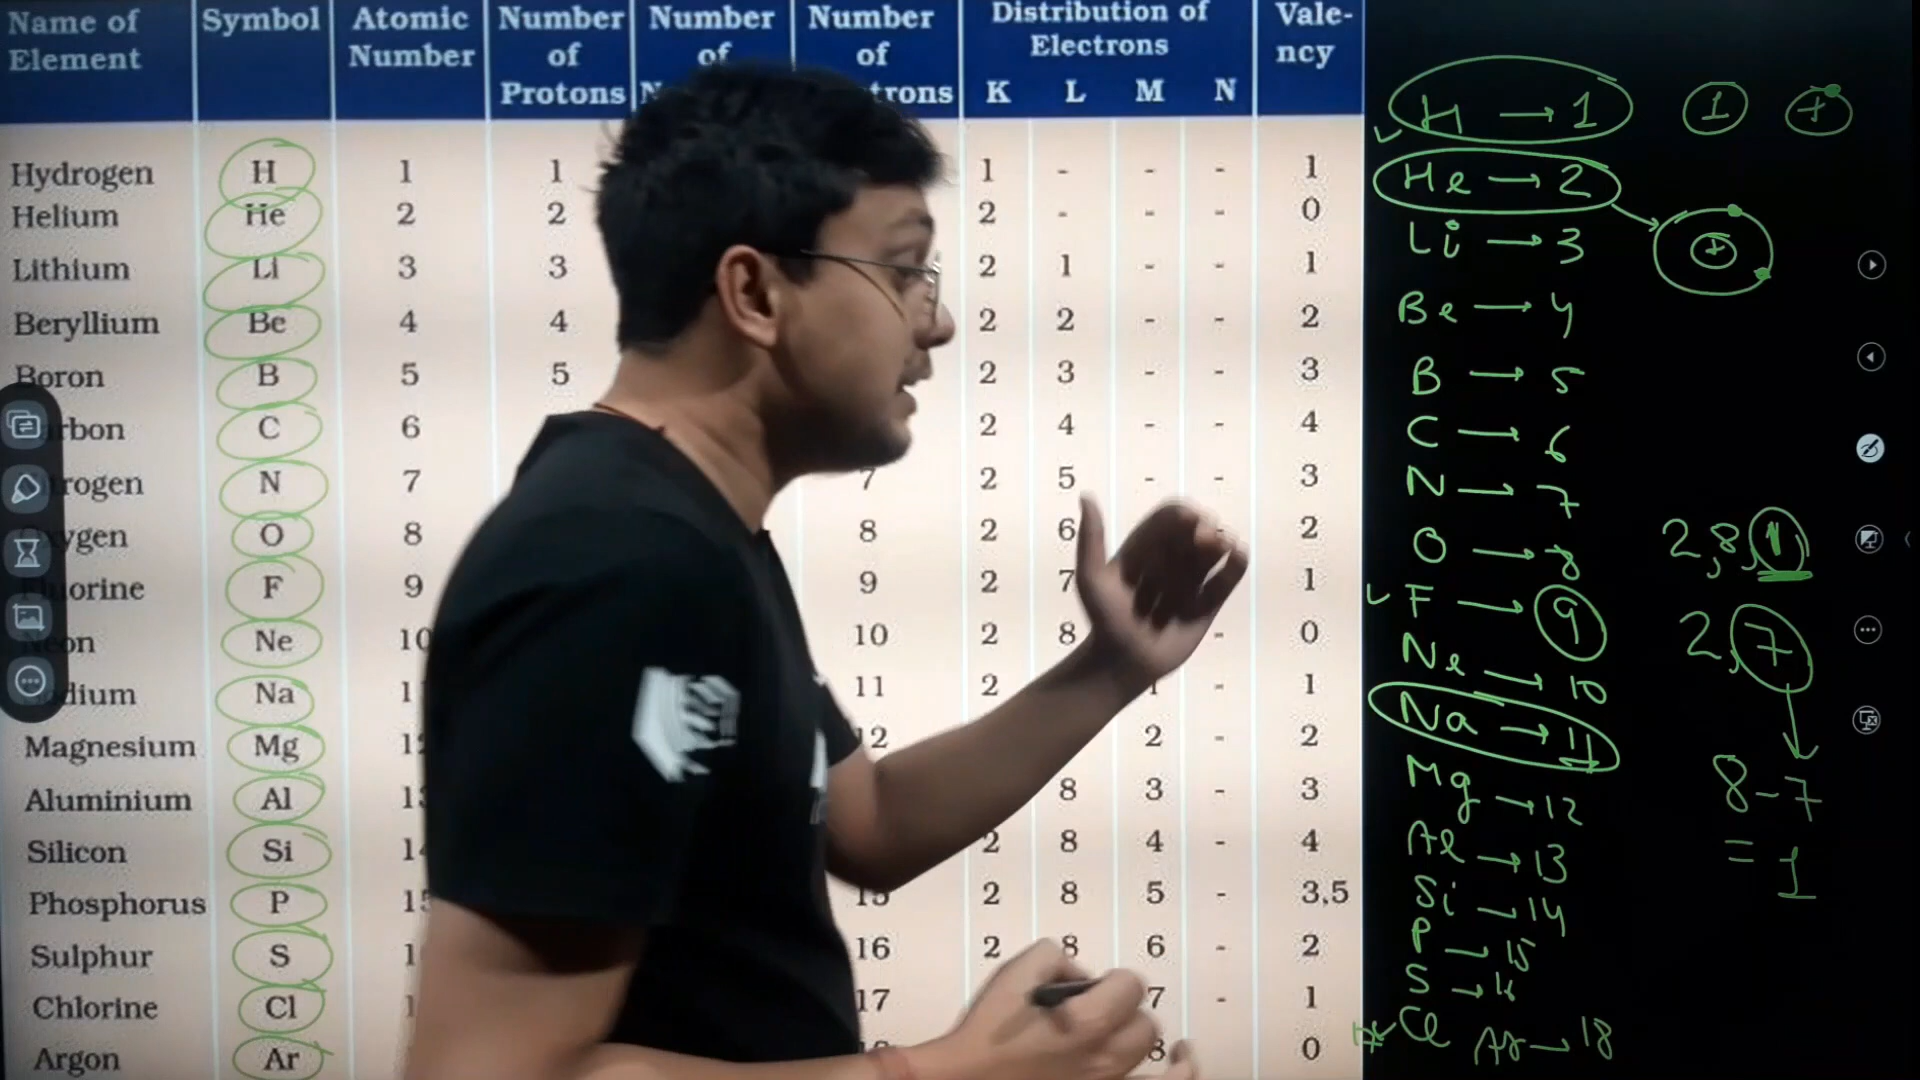 Name of Element Symbol Atomic Number Number of Protons Number of Number of Distribution of Electrons Vale-ncy
K L M N
Hydrogen H 1 1 1 - - - 1
Helium He 2 2 2 - - - 0
Lithium Li 3 3 2 1 - - 1
Beryllium Be 4 4 2 2 - - 2
Boron B 5 5 2 3 - - 3
C 6 2 4 - - 4
N 7 7 2 5 - - 3
O 8 8 2 6 2
F 9 9 2 7 1
Ne 10 10 2 8 - 0
Na 11 2 - 1
Magnesium Mg 2 - 2
Aluminium Al 8 3 - 3
Silicon Si 2 8 4 - 4
Phosphorus P 15 2 8 5 - 3,5
Sulphur S 16 2 8 6 - 2
Chlorine Cl 17 7 - 1
Argon Ar 8 0
H → 1 1 +
He → 2
+
Li → 3
Be → 4
B → 5
C → 6
N → 7
O → 8
F → 9
Ne → 10
Na → 11
Mg → 12
Al → 13
Si → 14
P → 15
S → 16
Cl
Ar → 18
2,8,1
2,7
8-7
= 1